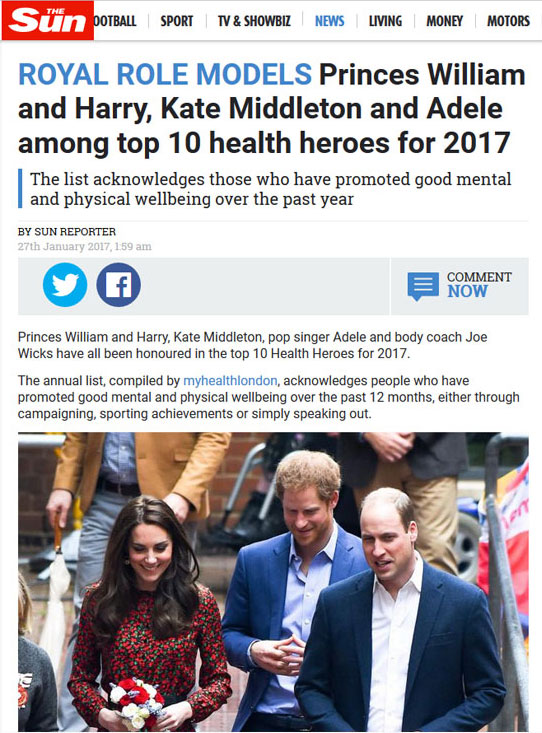 THE
Sun
OOTBALL
SPORT
TV & SHOWBIZ
NEWS
LIVING
MONEY
MOTORS
ROYAL ROLE MODELS Princes William
and Harry, Kate Middleton and Adele
among top 10 health heroes for 2017
The list acknowledges those who have promoted good mental
and physical wellbeing over the past year
BY SUN REPORTER
27th January 2017, 1:59 am
COMMENT
NOW
Princes William and Harry, Kate Middleton, pop singer Adele and body coach Joe
Wicks have all been honoured in the top 10 Health Heroes for 2017.
The annual list, compiled by myhealthlondon, acknowledges people who have
promoted good mental and physical wellbeing over the past 12 months, either through
campaigning, sporting achievements or simply speaking out.